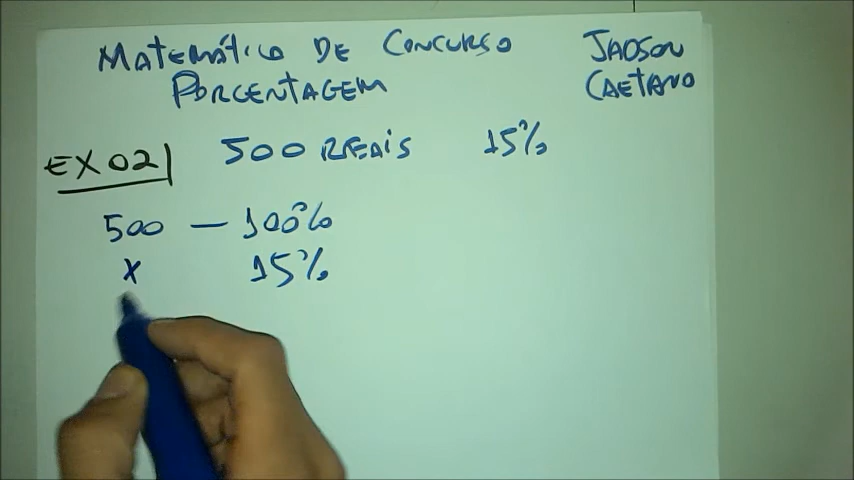 MATEMÁTICA DE CONCURSO
PORCENTAGEM
JADSON
CAETANO
EX 02 500 REAIS 15%
500 — 100%
X 15%